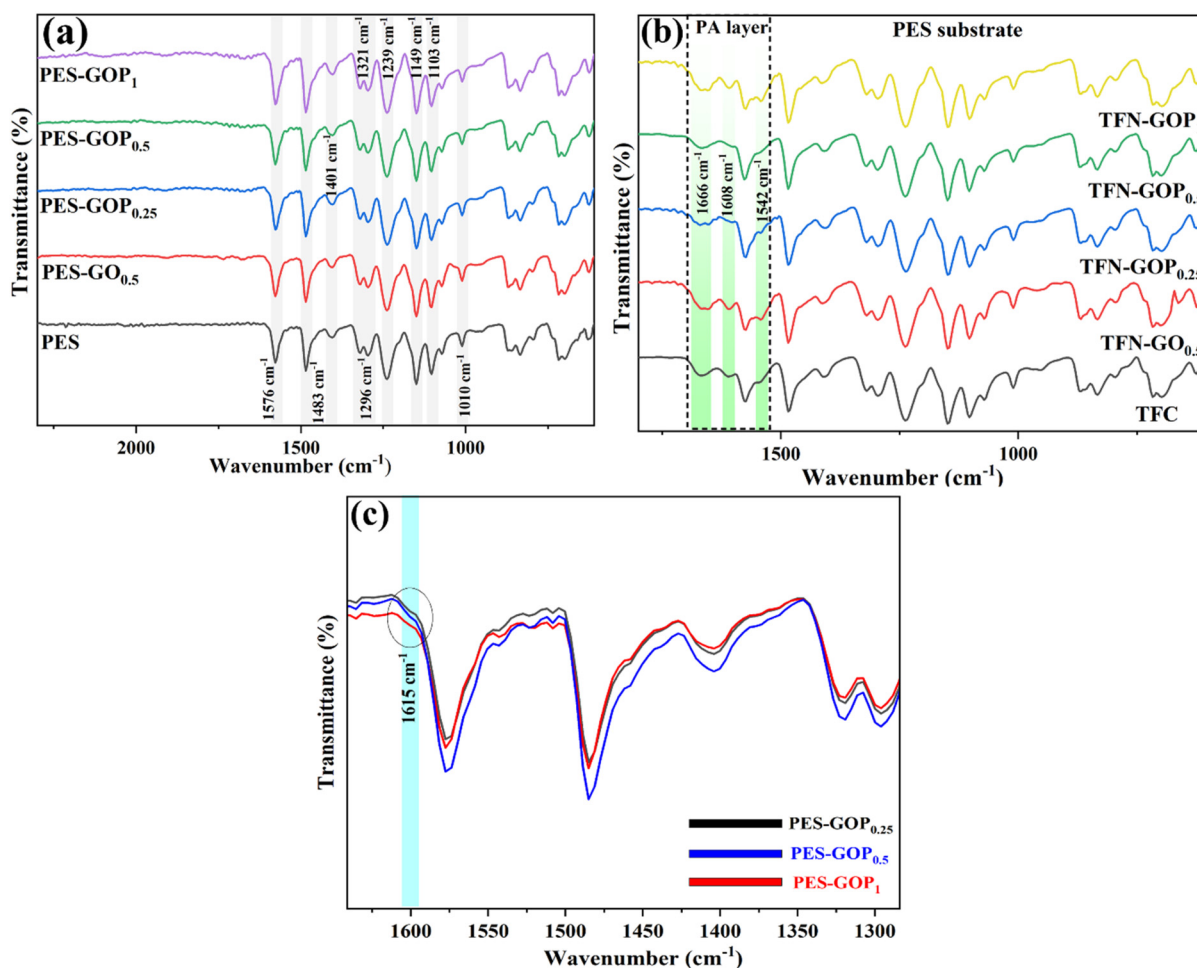 (a)
1321 cm⁻¹
1239 cm⁻¹
1149 cm⁻¹
1103 cm⁻¹
PES-GOP₁
PES-GOP₀.₅
1401 cm⁻¹
PES-GOP₀.₂₅
PES-GO₀.₅
PES
1576 cm⁻¹
1483 cm⁻¹
1296 cm⁻¹
1010 cm⁻¹
Transmittance (%)
2000 1500 1000
Wavenumber (cm⁻¹)
(b)
PA layer
PES substrate
TFN-GOP
TFN-GOP₀.
1666 cm⁻¹
1608 cm⁻¹
1542 cm⁻¹
TFN-GOP₀.₂₅
TFN-GO₀.₅
TFC
Transmittance (%)
1500 1000
Wavenumber (cm⁻¹)
(c)
1615 cm⁻¹
PES-GOP₀.₂₅
PES-GOP₀.₅
PES-GOP₁
Transmittance (%)
1600 1550 1500 1450 1400 1350 1300
Wavenumber (cm⁻¹)